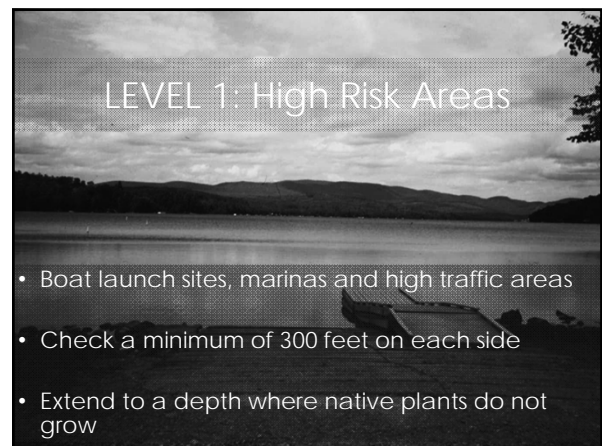 LEVEL 1: High Risk Areas
• Boat launch sites, marinas and high traffic areas
• Check a minimum of 300 feet on each side
• Extend to a depth where native plants do not
grow